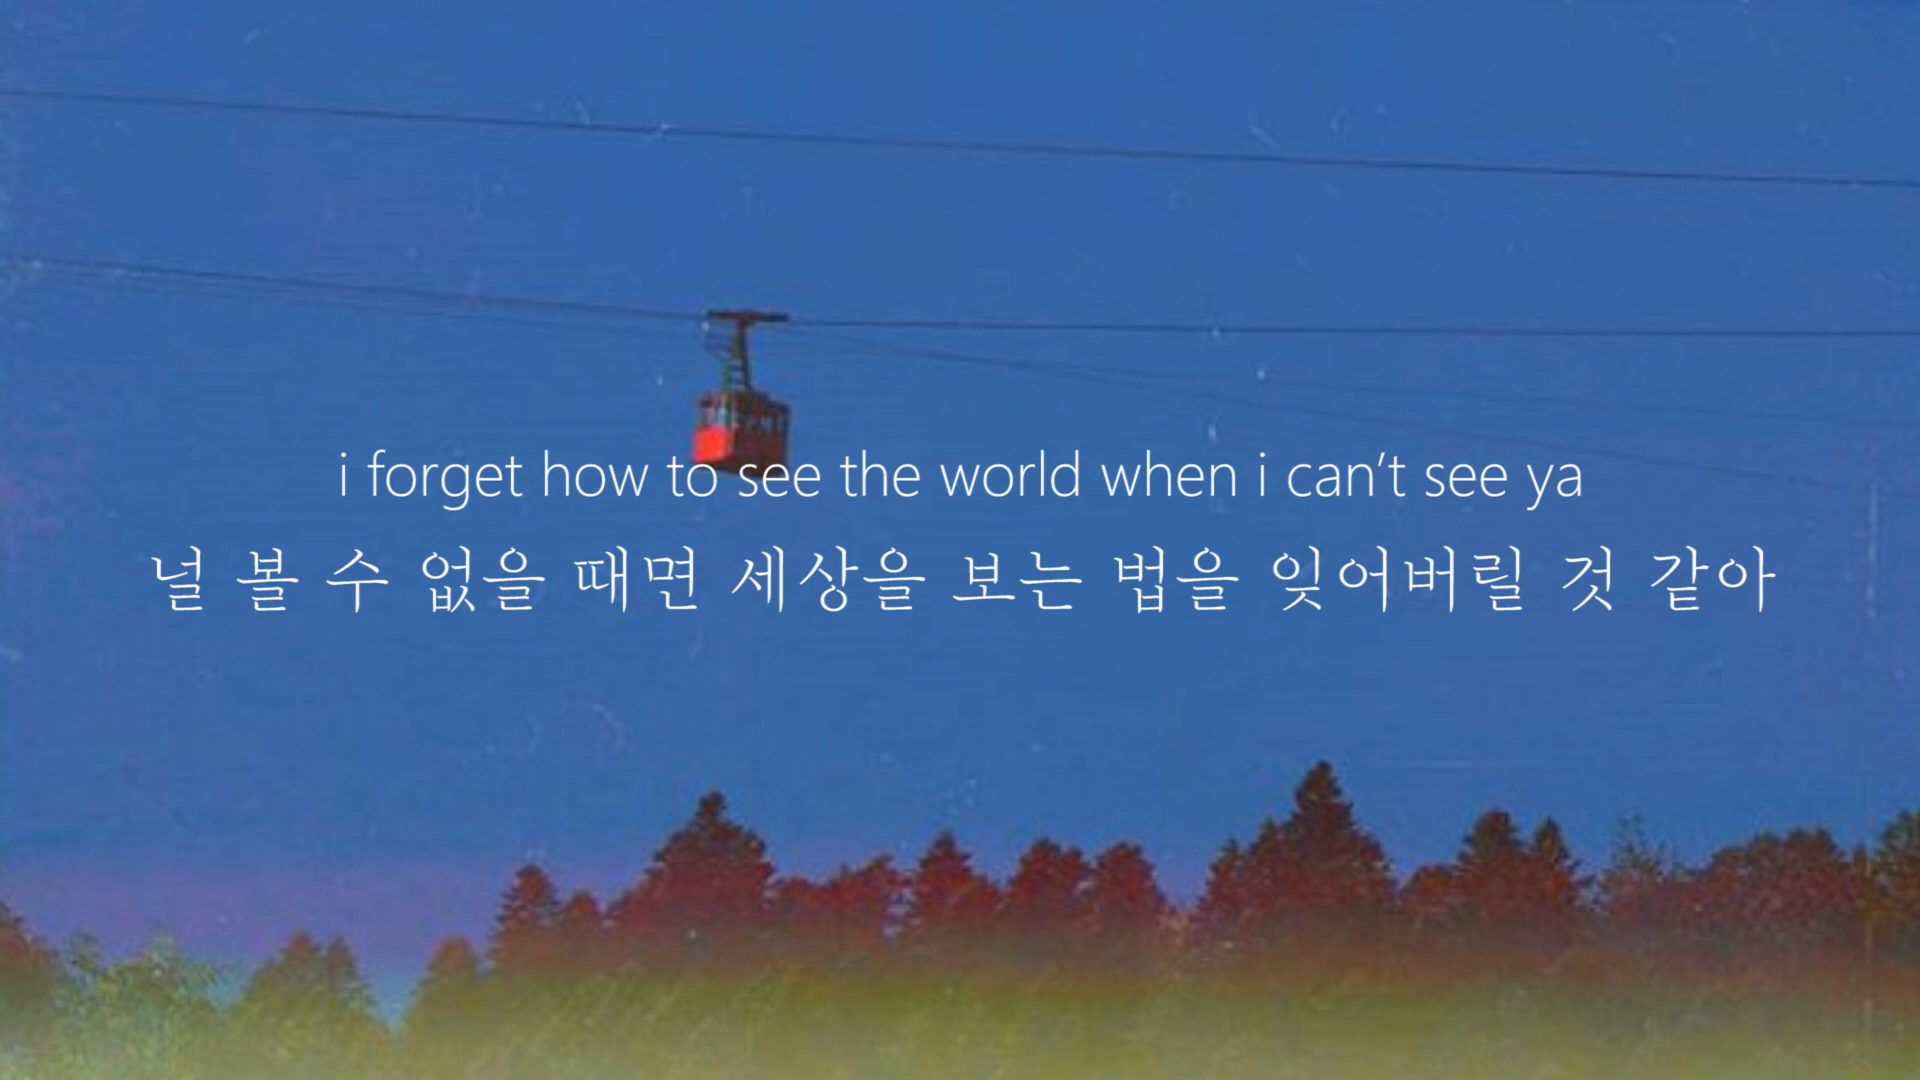 i forget how to see the world when i can’t see ya
널 볼 수 없을 때면 세상을 보는 법을 잊어버릴 것 같아